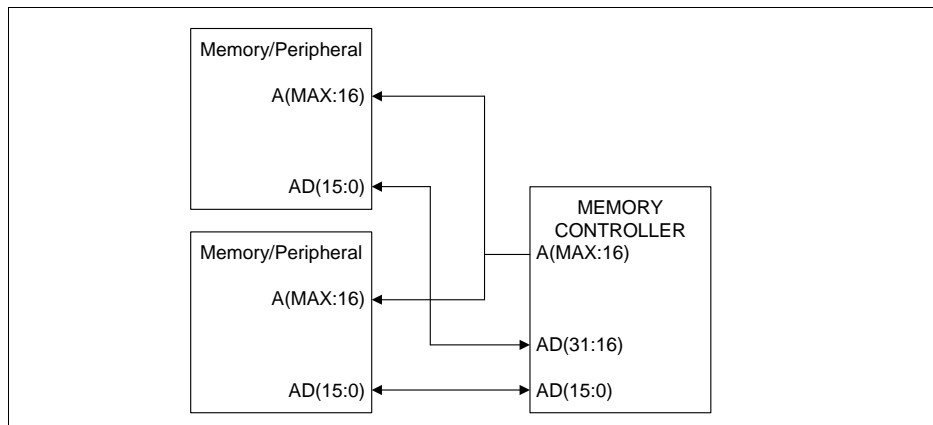 Memory/Peripheral
A(MAX:16)
AD(15:0)
Memory/Peripheral
A(MAX:16)
AD(15:0)
MEMORY
CONTROLLER
A(MAX:16)
AD(31:16)
AD(15:0)